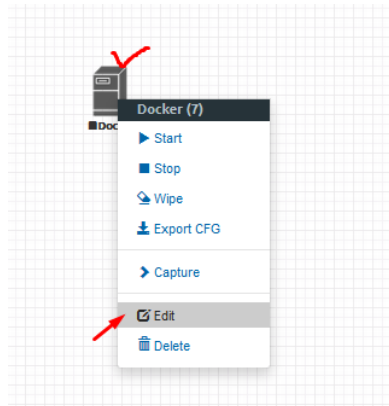 Docker (7)
Doc
Start
Stop
Wipe
Export CFG
Capture
Edit
Delete